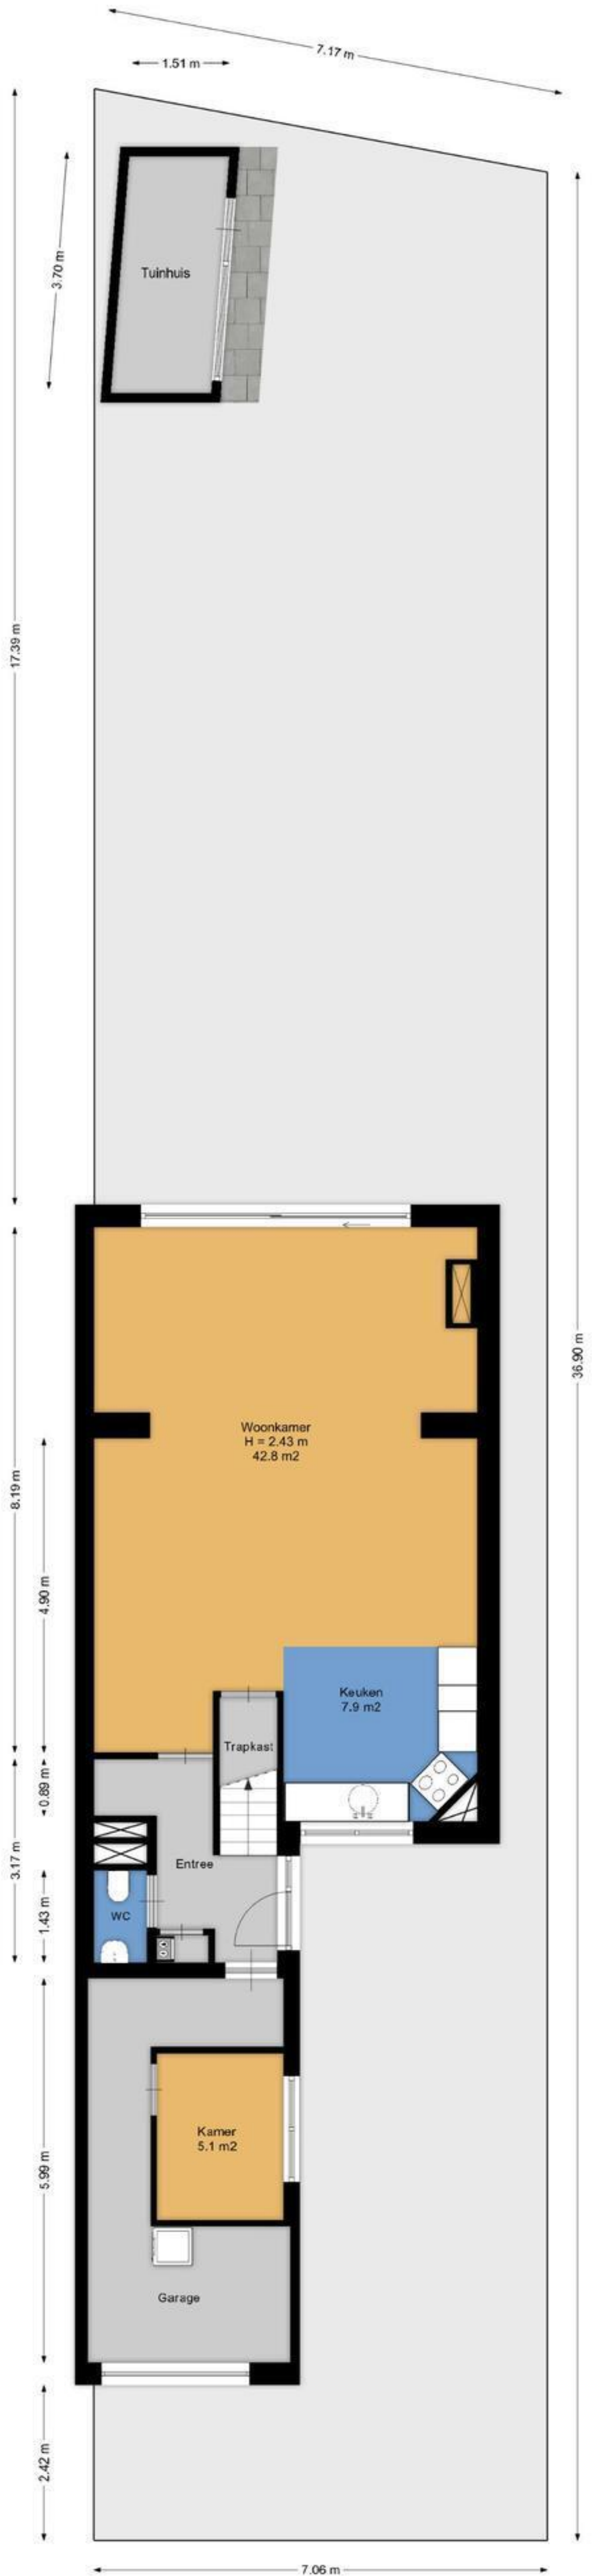 7.17 m
1.51 m
3.70 m
Tuinhuis
17.39 m
36.90 m
Woonkamer
H = 2.43 m
42.8 m2
8.19 m
4.90 m
Keuken
7.9 m2
Trapkast
0.89 m
3.17 m
Entree
1.43 m
WC
Kamer
5.1 m2
5.99 m
Garage
2.42 m
7.06 m